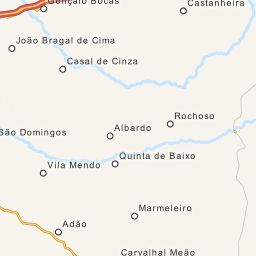 Gonçalo Bocas
Castanheira
João Bragal de Cima
Casal de Cinza
Rochoso
São Domingos
Albardo
Quinta de Baixo
Vila Mendo
Marmeleiro
Adão
Carvalhal Meão